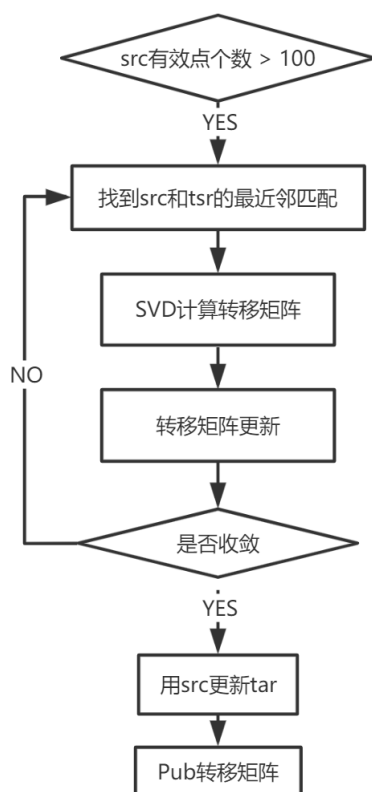 src有效点个数 > 100
YES
找到src和tsr的最近邻匹配
SVD计算转移矩阵
NO
转移矩阵更新
是否收敛
YES
用src更新tar
Pub转移矩阵